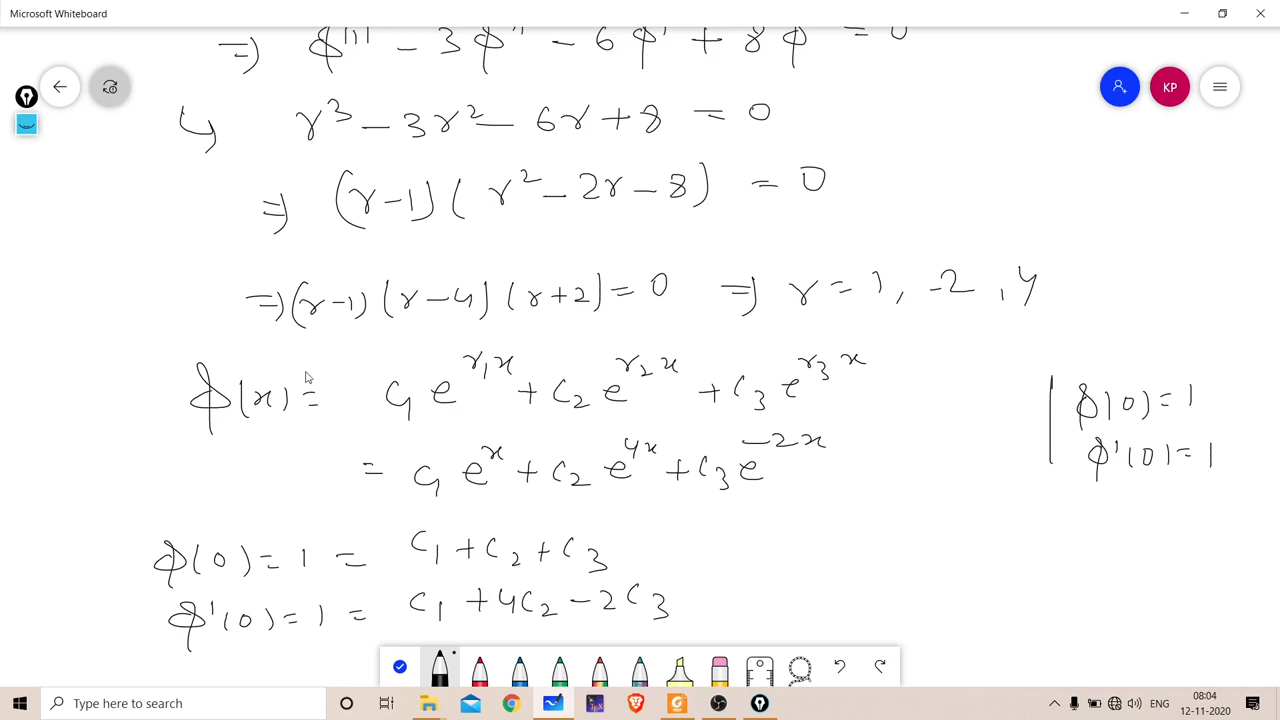 Microsoft Whiteboard
⇒ φ''' - 3φ'' - 6φ' + 8φ = 0
KP
↪ r³ - 3r² - 6r + 8 = 0
⇒ (r-1)(r² - 2r - 8) = 0
⇒ (r-1)(r-4)(r+2) = 0 ⇒ r = 1, -2, 4
φ(x) = C₁e^{r₁x} + C₂e^{r₂x} + C₃e^{r₃x}
= C₁e^{x} + C₂e^{4x} + C₃e^{-2x}
φ(0) = 1
φ'(0) = 1
φ(0) = 1 = C₁ + C₂ + C₃
φ'(0) = 1 = C₁ + 4C₂ - 2C₃
Type here to search
08:04
12-11-2020